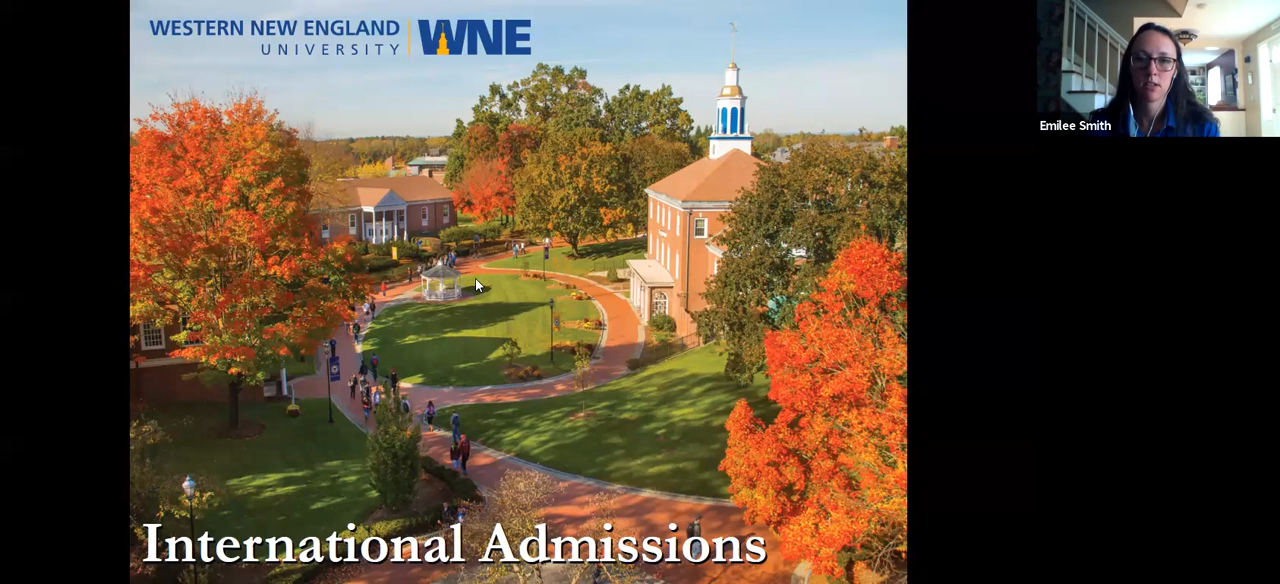 WESTERN NEW ENGLAND
UNIVERSITY
WNE
Emilee Smith
International Admissions